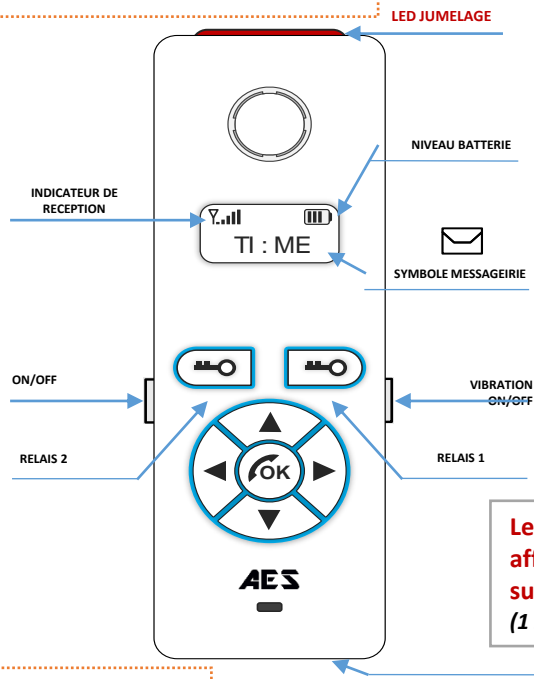 LED JUMELAGE
NIVEAU BATTERIE
INDICATEUR DE
RECEPTION
TI : ME
SYMBOLE MESSAGEIRIE
ON/OFF
VIBRATION
ON/OFF
RELAIS 2
RELAIS 1
OK
AES
Le
aff
su
(1